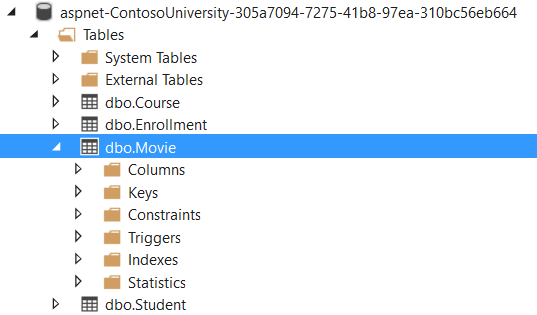 aspnet-ContosoUniversity-305a7094-7275-41b8-97ea-310bc56eb664
Tables
System Tables
External Tables
dbo.Course
dbo.Enrollment
dbo.Movie
Columns
Keys
Constraints
Triggers
Indexes
Statistics
dbo.Student